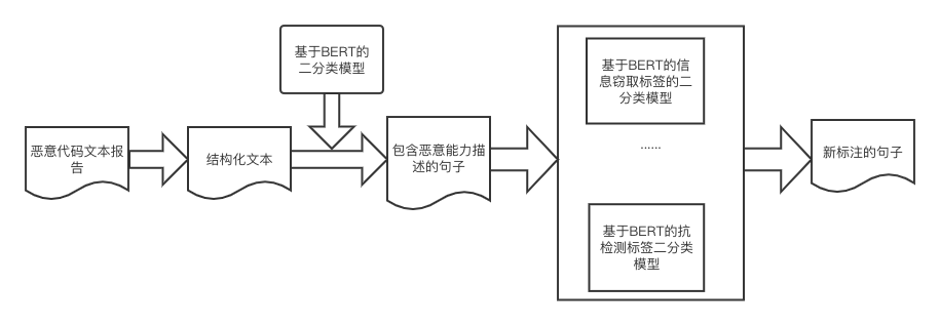 基于BERT的
二分类模型
恶意代码文本报
告
结构化文本
包含恶意能力描
述的句子
基于BERT的信
息窃取标签的二
分类模型
......
基于BERT的抗
检测标签二分类
模型
新标注的句子